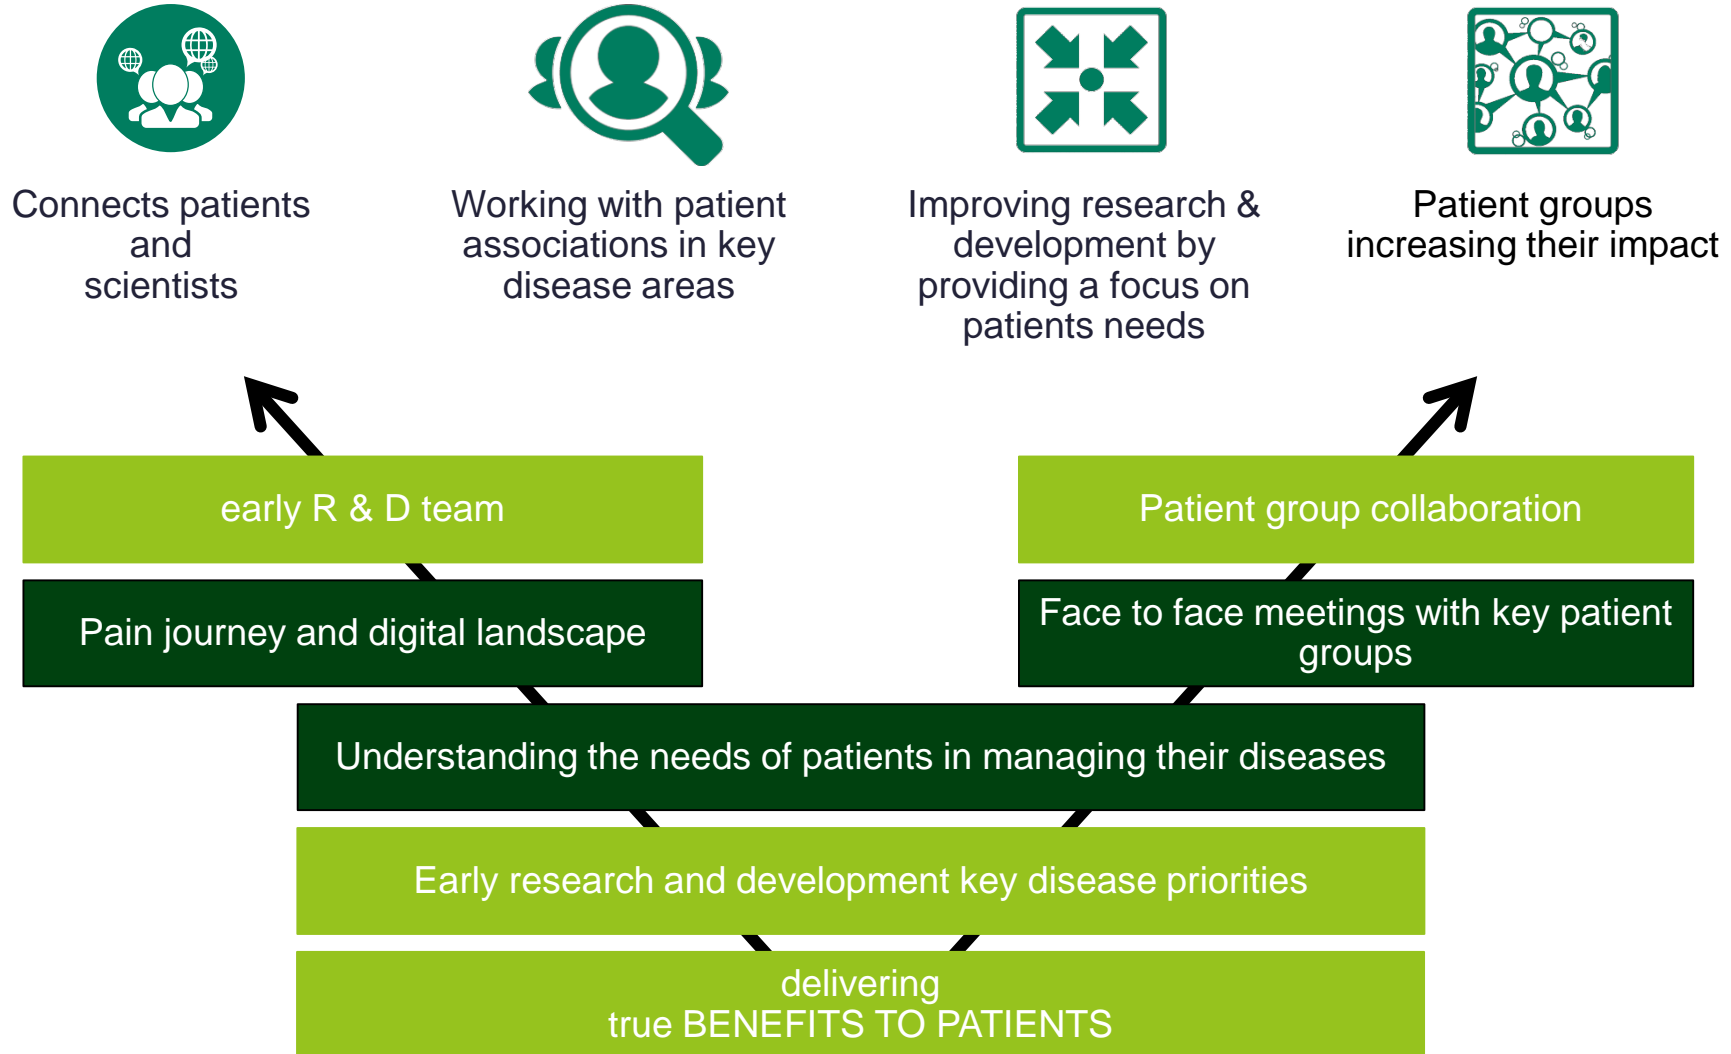 Connects patients
and
scientists
Working with patient
associations in key
disease areas
Improving research &
development by
providing a focus on
patients needs
Patient groups
increasing their impact
early R & D team
Patient group collaboration
Pain journey and digital landscape
Face to face meetings with key patient
groups
Understanding the needs of patients in managing their diseases
Early research and development key disease priorities
delivering
true BENEFITS TO PATIENTS